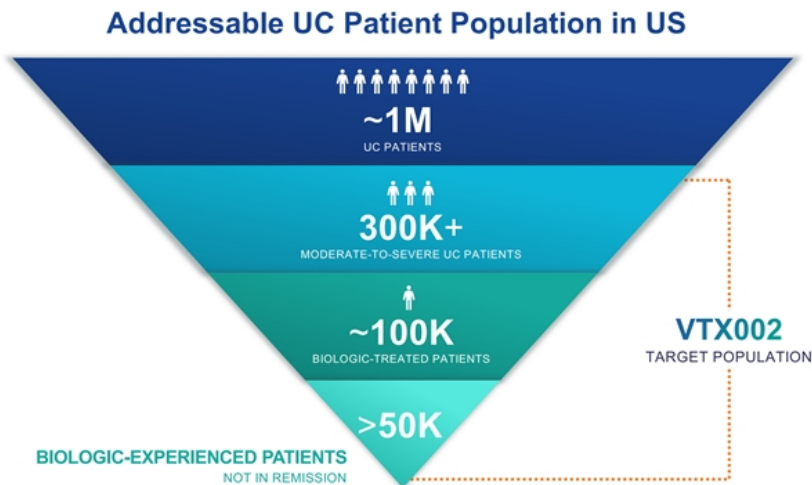 Addressable UC Patient Population in US
~1M
UC PATIENTS
300K+
MODERATE-TO-SEVERE UC PATIENTS
~100K
BIOLOGIC-TREATED PATIENTS
>50K
BIOLOGIC-EXPERIENCED PATIENTS
NOT IN REMISSION
VTX002
TARGET POPULATION